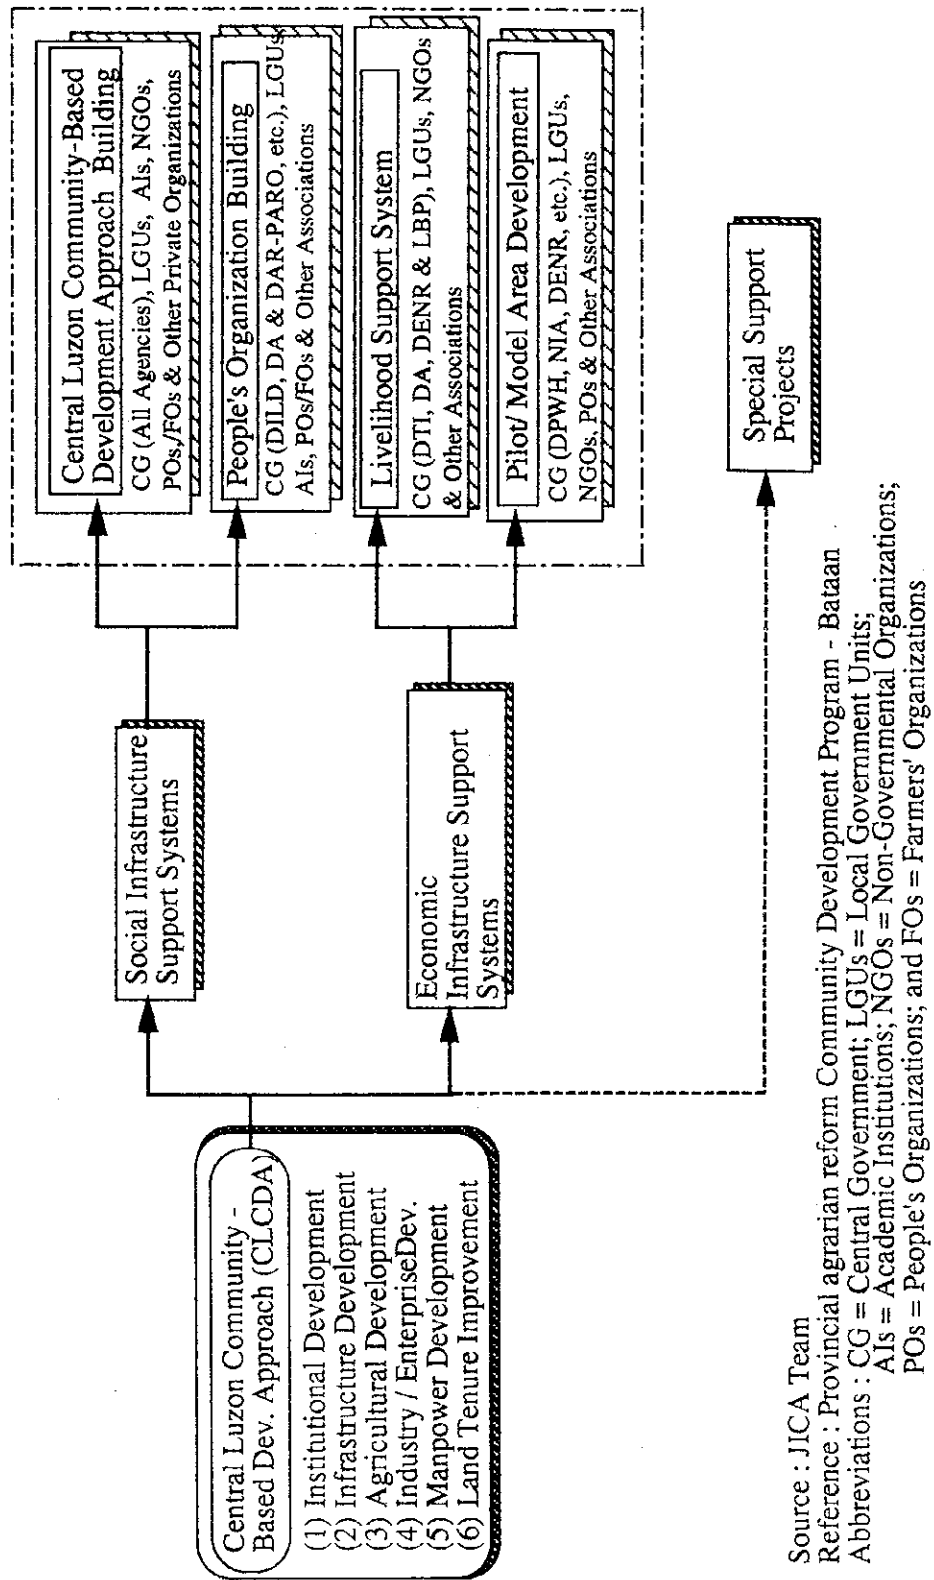 Central Luzon Community -
Based Dev. Approach (CLCDA)
(1) Institutional Development
(2) Infrastructure Development
(3) Agricultural Development
(4) Industry / EnterpriseDev.
(5) Manpower Development
(6) Land Tenure Improvement
Social Infrastructure
Support Systems
Economic
Infrastructure Support
Systems
Central Luzon Community-Based
Development Approach Building
CG (All Agencies), LGUs, AIs, NGOs,
POs,/FOs & Other Private Organizations
People's Organization Building
CG (DILD, DA & DAR-PARO, etc.), LGUs,
AIs, POs/FOs & Other Associations
Livelihood Support System
CG (DTI, DA, DENR & LBP), LGUs, NGOs
& Other Associations
Pilot/ Model Area Development
CG (DPWH, NIA, DENR, etc.), LGUs,
NGOs, POs & Other Associations
Special Support
Projects
Source : JICA Team
Reference : Provincial agrarian reform Community Development Program - Bataan
Abbreviations : CG = Central Government; LGUs = Local Government Units;
AIs = Academic Institutions; NGOs = Non-Governmental Organizations;
POs = People's Organizations; and FOs = Farmers' Organizations